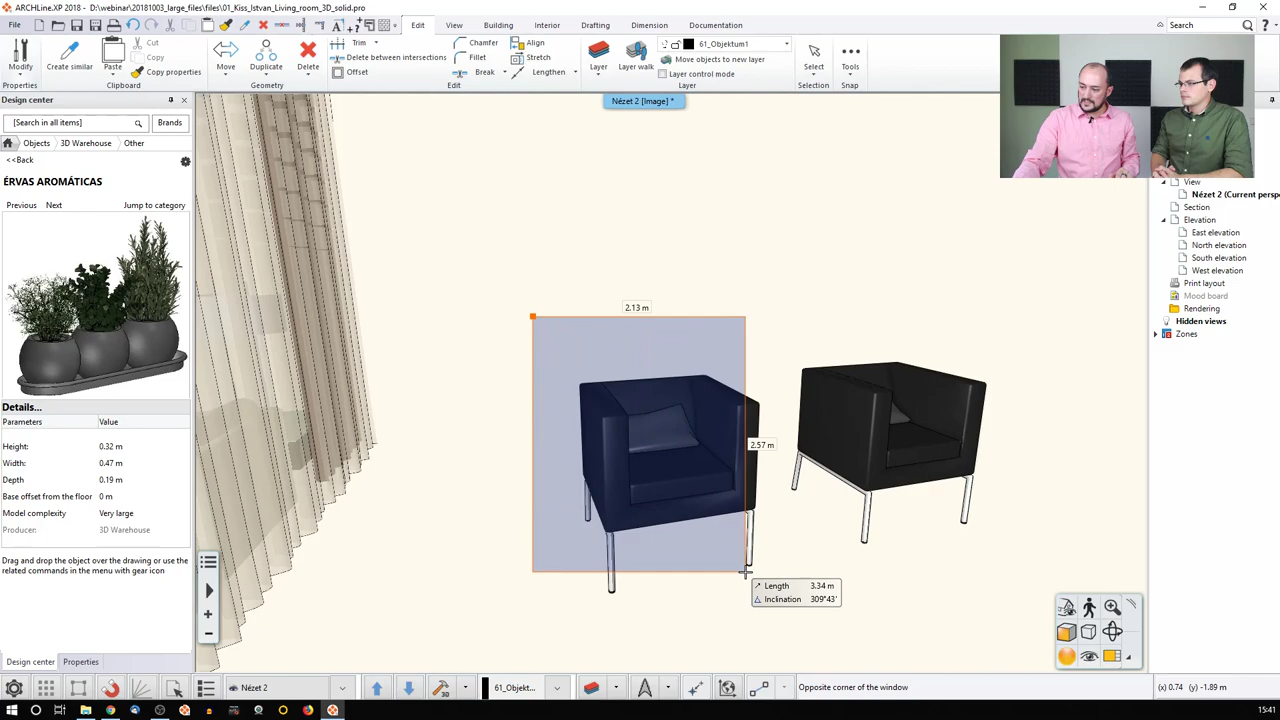 ARCHLine.XP 2018 - D:\webinar\20181003_large_files\files\01_Kiss_Istvan_Living_room_3D_solid.pro
File
Edit
View
Building
Interior
Drafting
Dimension
Documentation
Search
Modify
Properties
Create similar
Paste
Cut
Copy
Copy properties
Clipboard
Move
Duplicate
Delete
Geometry
Trim
Delete between intersections
Offset
Chamfer
Fillet
Break
Align
Stretch
Lengthen
Edit
Layer
Layer walk
61_Objektum1
Move objects to new layer
Layer control mode
Layer
Select
Selection
Tools
Snap
Design center
[Search in all items]
Brands
Objects
3D Warehouse
Other
<<Back
ÉRVAS AROMÁTICAS
Previous
Next
Jump to category
Details...
Parameters
Value
Height:
0.32 m
Width:
0.47 m
Depth
0.19 m
Base offset from the floor
0 m
Model complexity
Very large
Producer:
3D Warehouse
Drag and drop the object over the drawing or use the
related commands in the menu with gear icon
Design center
Properties
Nézet 2 [Image] *
2.13 m
2.57 m
Length 3.34 m
Inclination 309°43'
View
Nézet 2 (Current persp
Section
Elevation
East elevation
North elevation
South elevation
West elevation
Print layout
Mood board
Rendering
Hidden views
Zones
Nézet 2
61_Objekt...
Opposite corner of the window
(x) 0.74 (y) -1.89 m
15:41